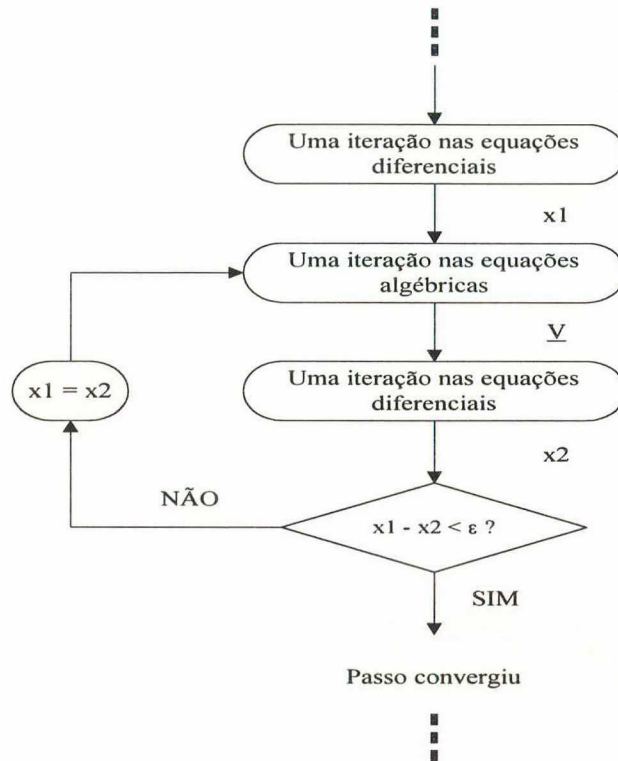 Uma iteração nas equações
diferenciais
x1
Uma iteração nas equações
algébricas
V
Uma iteração nas equações
diferenciais
x1 = x2
x2
NÃO
x1 - x2 < ε ?
SIM
Passo convergiu